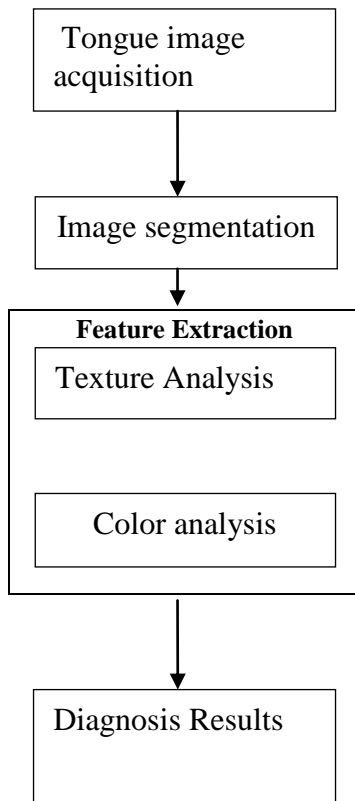 Tongue image
acquisition
Image segmentation
Feature Extraction
Texture Analysis
Color analysis
Diagnosis Results